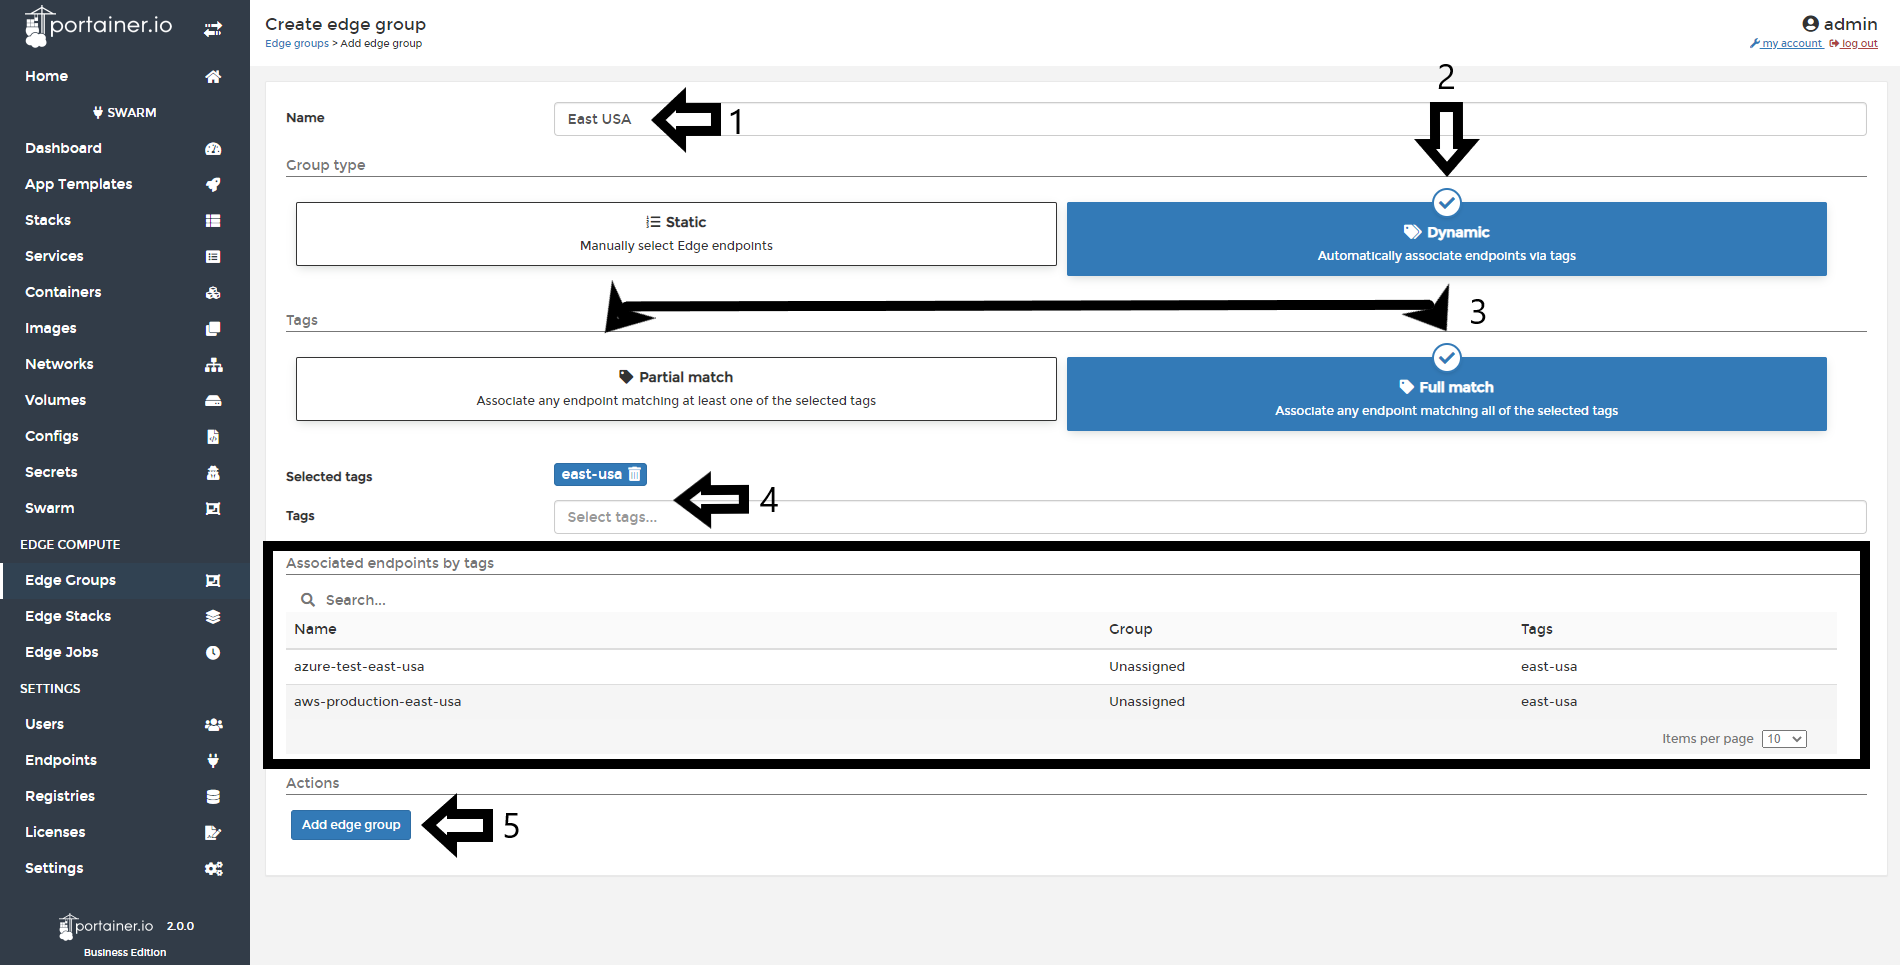 portainer.io
Home
SWARM
Dashboard
App Templates
Stacks
Services
Containers
Images
Networks
Volumes
Configs
Secrets
Swarm
EDGE COMPUTE
Edge Groups
Edge Stacks
Edge Jobs
SETTINGS
Users
Endpoints
Registries
Licenses
Settings
portainer.io 2.0.0
Business Edition
Create edge group
Edge groups > Add edge group
admin
my account log out
2
Name East USA 1
Group type
Static
Manually select Edge endpoints
Dynamic
Automatically associate endpoints via tags
3
Tags
Partial match
Associate any endpoint matching at least one of the selected tags
Full match
Associate any endpoint matching all of the selected tags
Selected tags east-usa
4
Tags Select tags...
Associated endpoints by tags
Search...
Name Group Tags
azure-test-east-usa Unassigned east-usa
aws-production-east-usa Unassigned east-usa
Items per page 10
Actions
Add edge group 5